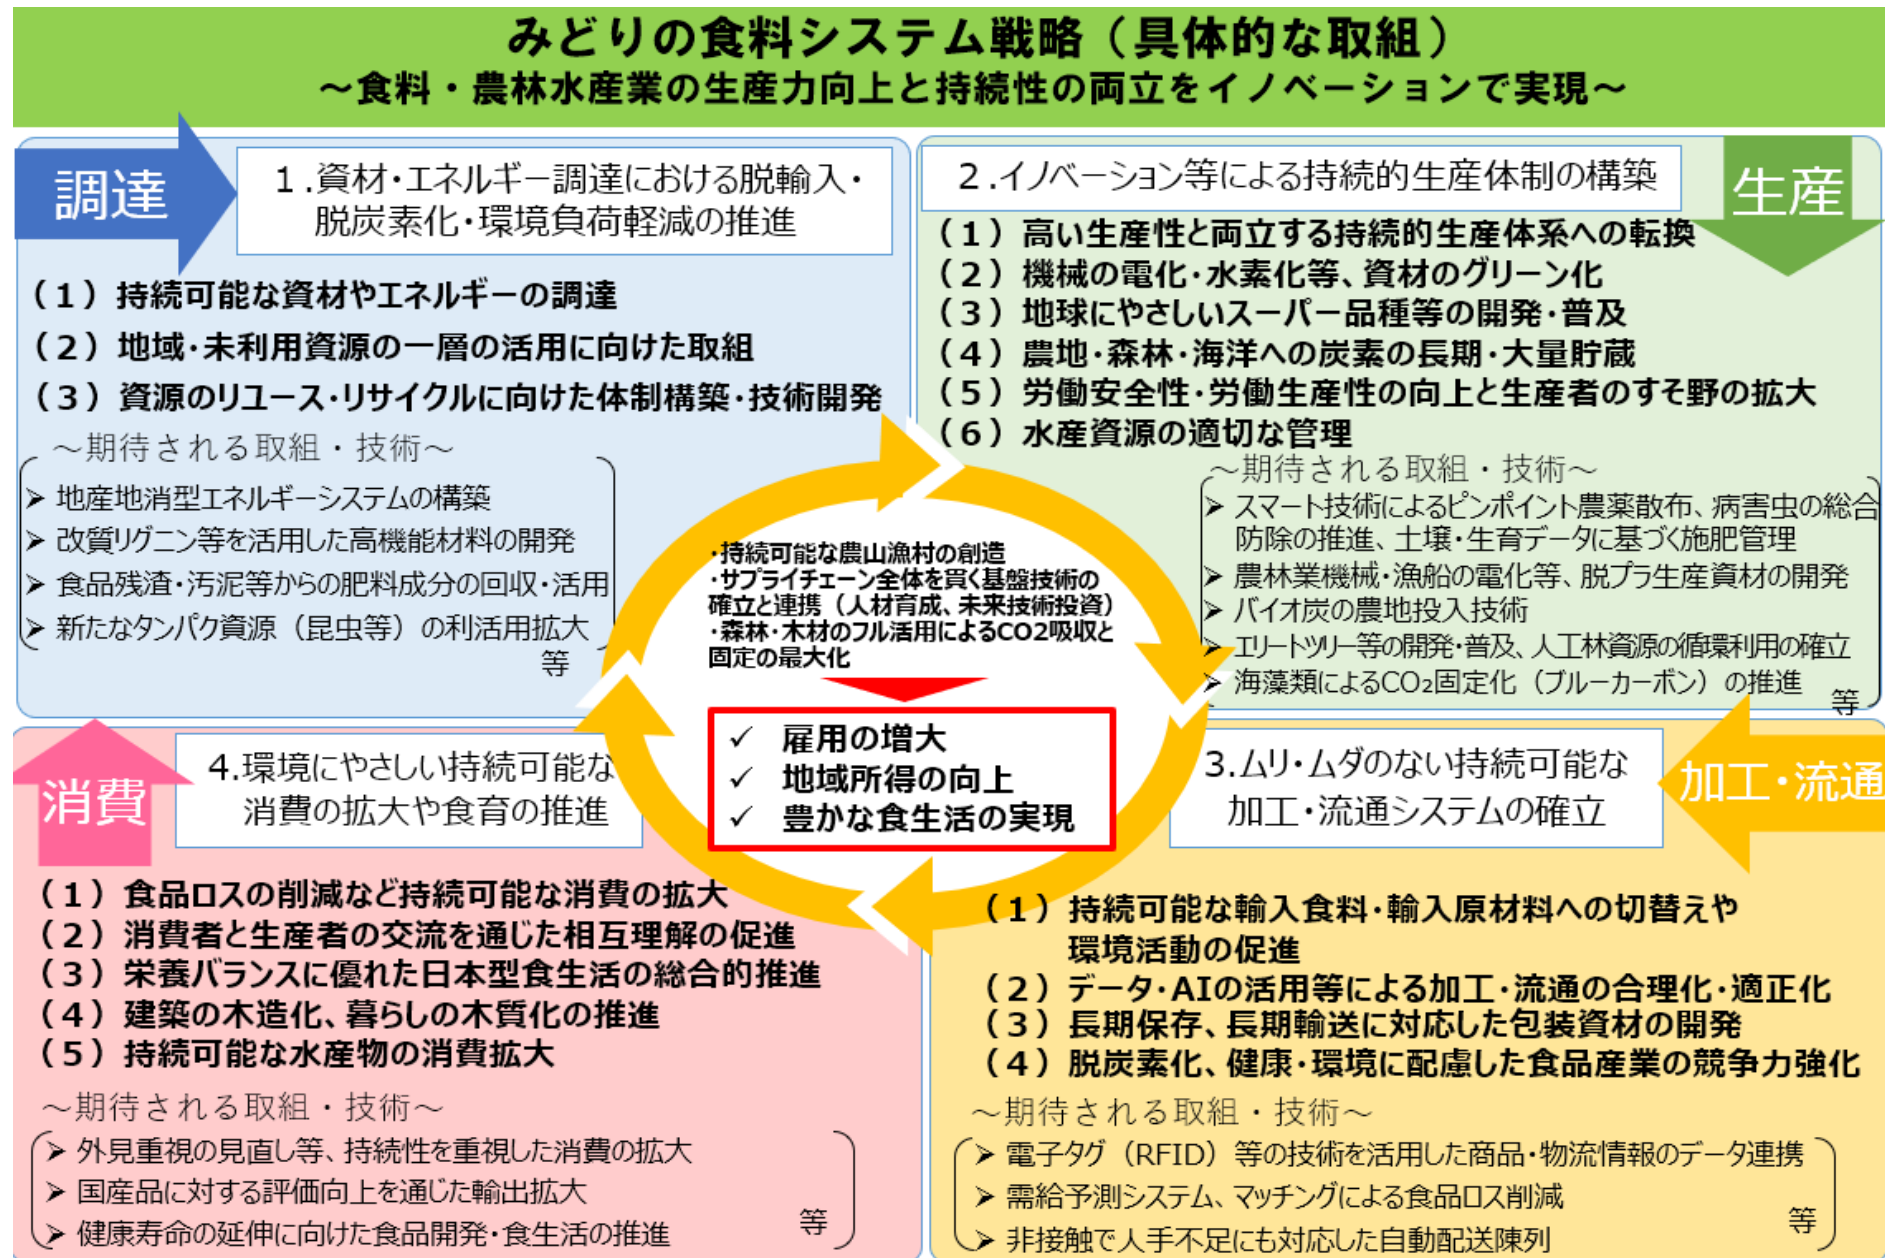 みどりの食料システム戦略（具体的な取組）
～食料・農林水産業の生産力向上と持続性の両立をイノベーションで実現～
調達
１.資材・エネルギー調達における脱輸入・
脱炭素化・環境負荷軽減の推進
（１）持続可能な資材やエネルギーの調達
（２）地域・未利用資源の一層の活用に向けた取組
（３）資源のリユース・リサイクルに向けた体制構築・技術開発
～期待される取組・技術～
➢ 地産地消型エネルギーシステムの構築
➢ 改質リグニン等を活用した高機能材料の開発
➢ 食品残渣・汚泥等からの肥料成分の回収・活用
➢ 新たなタンパク資源（昆虫等）の利活用拡大
等
２.イノベーション等による持続的生産体制の構築
生産
（１）高い生産性と両立する持続的生産体系への転換
（２）機械の電化・水素化等、資材のグリーン化
（３）地球にやさしいスーパー品種等の開発・普及
（４）農地・森林・海洋への炭素の長期・大量貯蔵
（５）労働安全性・労働生産性の向上と生産者のすそ野の拡大
（６）水産資源の適切な管理
～期待される取組・技術～
➢ スマート技術によるピンポイント農薬散布、病害虫の総合
防除の推進、土壌・生育データに基づく施肥管理
➢ 農林業機械・漁船の電化等、脱プラ生産資材の開発
➢ バイオ炭の農地投入技術
➢ エリートツリー等の開発・普及、人工林資源の循環利用の確立
➢ 海藻類によるCO₂固定化（ブルーカーボン）の推進
等
・持続可能な農山漁村の創造
・サプライチェーン全体を貫く基盤技術の
確立と連携（人材育成、未来技術投資）
・森林・木材のフル活用によるCO2吸収と
固定の最大化
✓ 雇用の増大
✓ 地域所得の向上
✓ 豊かな食生活の実現
消費
4.環境にやさしい持続可能な
消費の拡大や食育の推進
（１）食品ロスの削減など持続可能な消費の拡大
（２）消費者と生産者の交流を通じた相互理解の促進
（３）栄養バランスに優れた日本型食生活の総合的推進
（４）建築の木造化、暮らしの木質化の推進
（５）持続可能な水産物の消費拡大
～期待される取組・技術～
➢ 外見重視の見直し等、持続性を重視した消費の拡大
➢ 国産品に対する評価向上を通じた輸出拡大
➢ 健康寿命の延伸に向けた食品開発・食生活の推進
等
3.ムリ・ムダのない持続可能な
加工・流通システムの確立
加工・流通
（１）持続可能な輸入食料・輸入原材料への切替えや
環境活動の促進
（２）データ・AIの活用等による加工・流通の合理化・適正化
（３）長期保存、長期輸送に対応した包装資材の開発
（４）脱炭素化、健康・環境に配慮した食品産業の競争力強化
～期待される取組・技術～
➢ 電子タグ（RFID）等の技術を活用した商品・物流情報のデータ連携
➢ 需給予測システム、マッチングによる食品ロス削減
➢ 非接触で人手不足にも対応した自動配送陳列
等